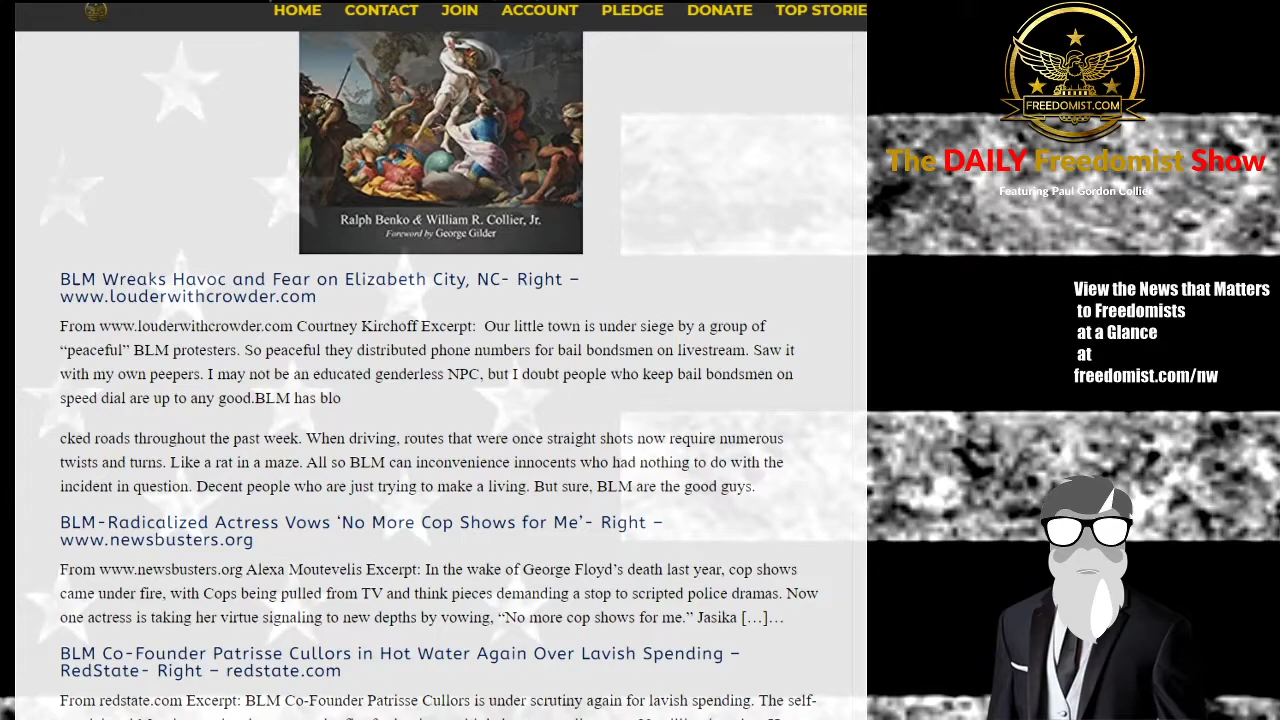 HOME CONTACT JOIN ACCOUNT PLEDGE DONATE TOP STORIE
Ralph Benko & William R. Collier, Jr.
Foreword by George Gilder
BLM Wreaks Havoc and Fear on Elizabeth City, NC- Right –
www.louderwithcrowder.com
From www.louderwithcrowder.com Courtney Kirchoff Excerpt:  Our little town is under siege by a group of
“peaceful” BLM protesters. So peaceful they distributed phone numbers for bail bondsmen on livestream. Saw it
with my own peepers. I may not be an educated genderless NPC, but I doubt people who keep bail bondsmen on
speed dial are up to any good.BLM has blo
cked roads throughout the past week. When driving, routes that were once straight shots now require numerous
twists and turns. Like a rat in a maze. All so BLM can inconvenience innocents who had nothing to do with the
incident in question. Decent people who are just trying to make a living. But sure, BLM are the good guys.
BLM-Radicalized Actress Vows ‘No More Cop Shows for Me’- Right –
www.newsbusters.org
From www.newsbusters.org Alexa Moutevelis Excerpt: In the wake of George Floyd’s death last year, cop shows
came under fire, with Cops being pulled from TV and think pieces demanding a stop to scripted police dramas. Now
one actress is taking her virtue signaling to new depths by vowing, “No more cop shows for me.” Jasika […]…
BLM Co-Founder Patrisse Cullors in Hot Water Again Over Lavish Spending –
RedState- Right – redstate.com
From redstate.com Excerpt: BLM Co-Founder Patrisse Cullors is under scrutiny again for lavish spending. The self-
FREEDOMIST.COM
The DAILY Freedomist Show
Featuring Paul Gordon Collie
View the News that Matters
to Freedomists
at a Glance
at
freedomist.com/nw